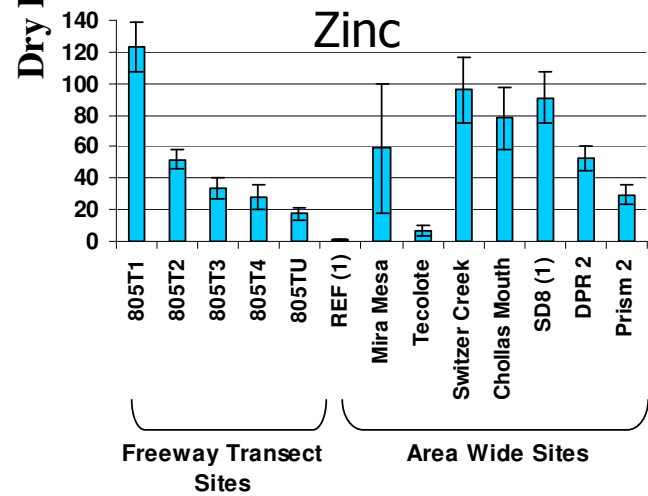 Dry
Zinc
140
120
100
80
60
40
20
0
805T1
805T2
805T3
805T4
805TU
REF (1)
Mira Mesa
Tecolote
Switzer Creek
Chollas Mouth
SD8 (1)
DPR 2
Prism 2
Freeway Transect
Sites
Area Wide Sites